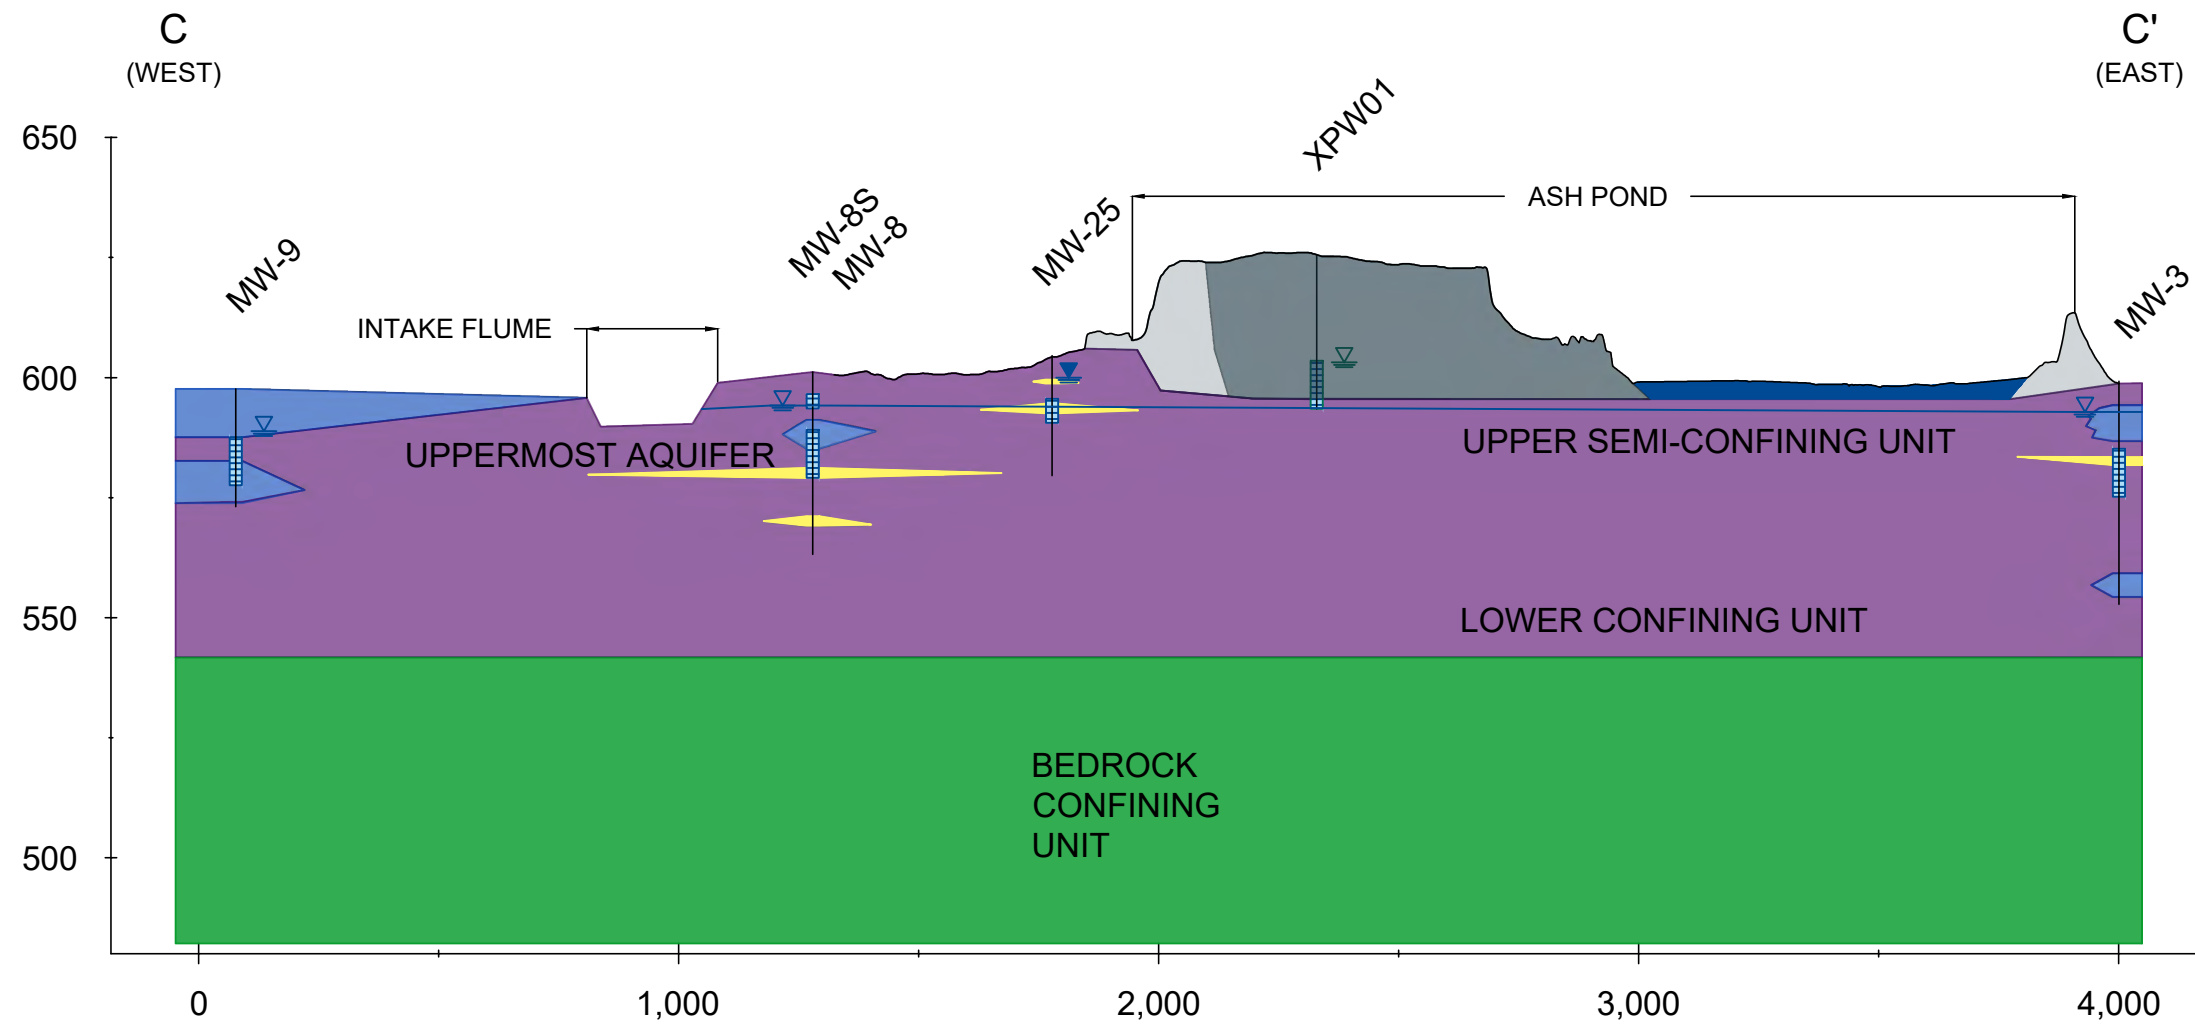 C
(WEST)
C'
(EAST)
650
600
550
500
MW-9
INTAKE FLUME
MW-8S
MW-8
MW-25
XPW01
ASH POND
MW-3
UPPERMOST AQUIFER
UPPER SEMI-CONFINING UNIT
LOWER CONFINING UNIT
BEDROCK
CONFINING
UNIT
0
1,000
2,000
3,000
4,000